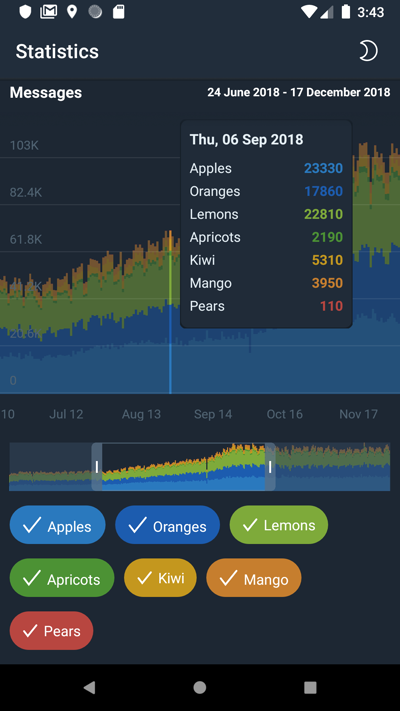 3:43
Statistics
Messages 24 June 2018 - 17 December 2018
Thu, 06 Sep 2018
Apples 23330
Oranges 17860
Lemons 22810
Apricots 2190
Kiwi 5310
Mango 3950
Pears 110
103K
82.4K
61.8K
0
10 Jul 12 Aug 13 Sep 14 Oct 16 Nov 17
Apples Oranges Lemons
Apricots Kiwi Mango
Pears